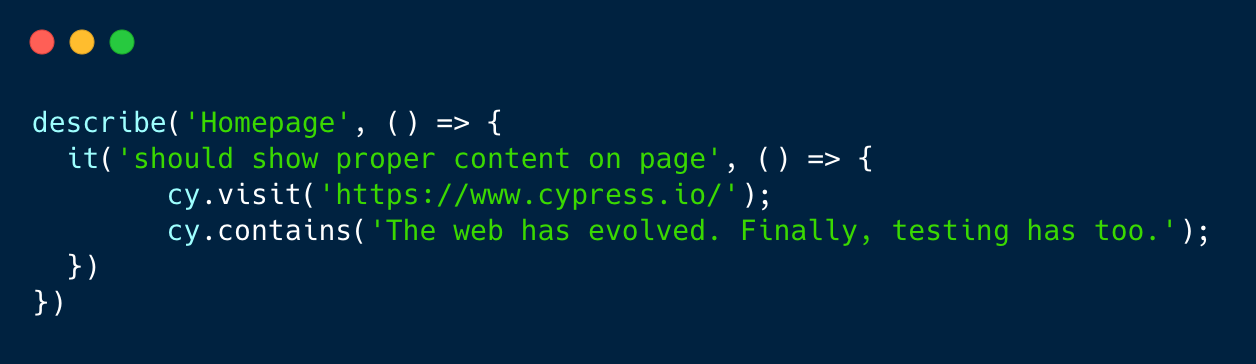 describe('Homepage', () => {
  it('should show proper content on page', () => {
        cy.visit('https://www.cypress.io/');
        cy.contains('The web has evolved. Finally, testing has too.');
  })
})